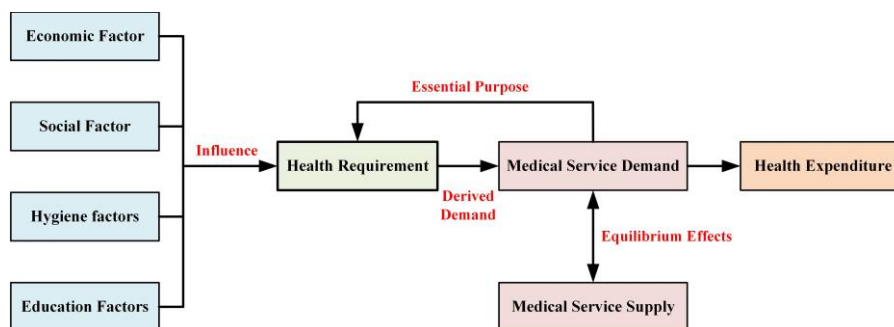 Economic Factor
Essential Purpose
Social Factor
Influence
Health Requirement
Medical Service Demand
Health Expenditure
Derived
Demand
Hygiene factors
Equilibrium Effects
Education Factors
Medical Service Supply